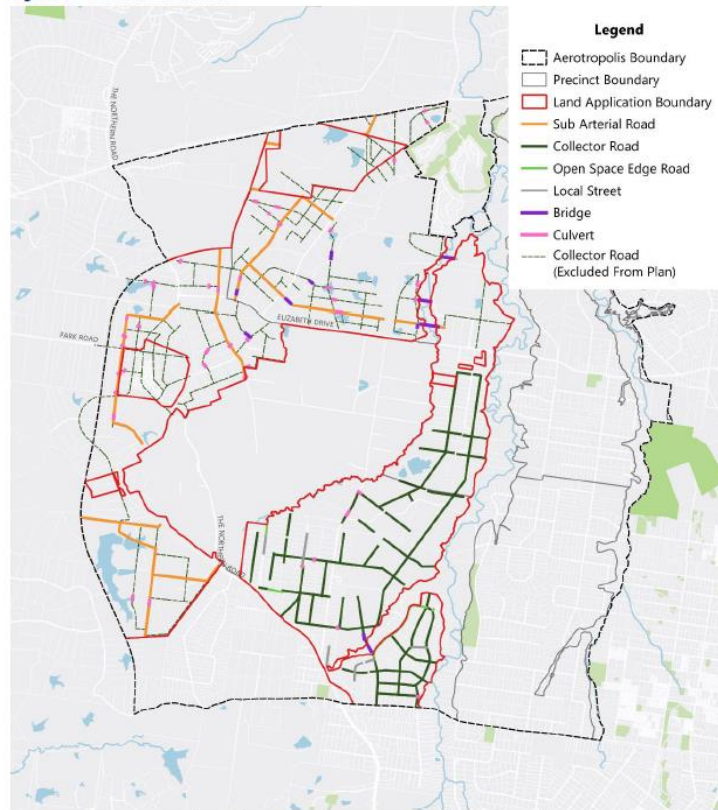 Legend
Aerotropolis Boundary
Precinct Boundary
Land Application Boundary
Sub Arterial Road
Collector Road
Open Space Edge Road
Local Street
Bridge
Culvert
Collector Road
(Excluded From Plan)
THE NORTHERN ROAD
ELIZABETH DRIVE
PARK ROAD
THE NORTHERN ROAD